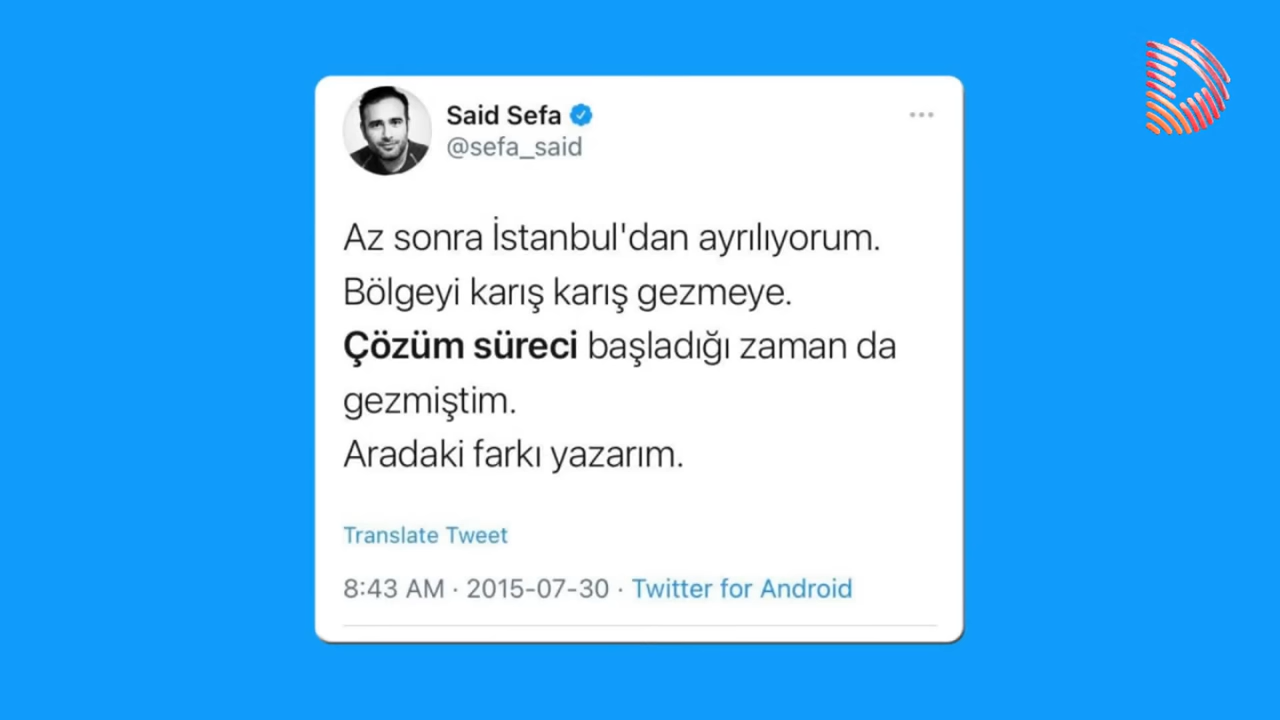 Said Sefa
@sefa_said
Az sonra İstanbul'dan ayrılıyorum.
Bölgeyi karış karış gezmeye.
Çözüm süreci başladığı zaman da
gezmiştim.
Aradaki farkı yazarım.
Translate Tweet
8:43 AM · 2015-07-30 · Twitter for Android